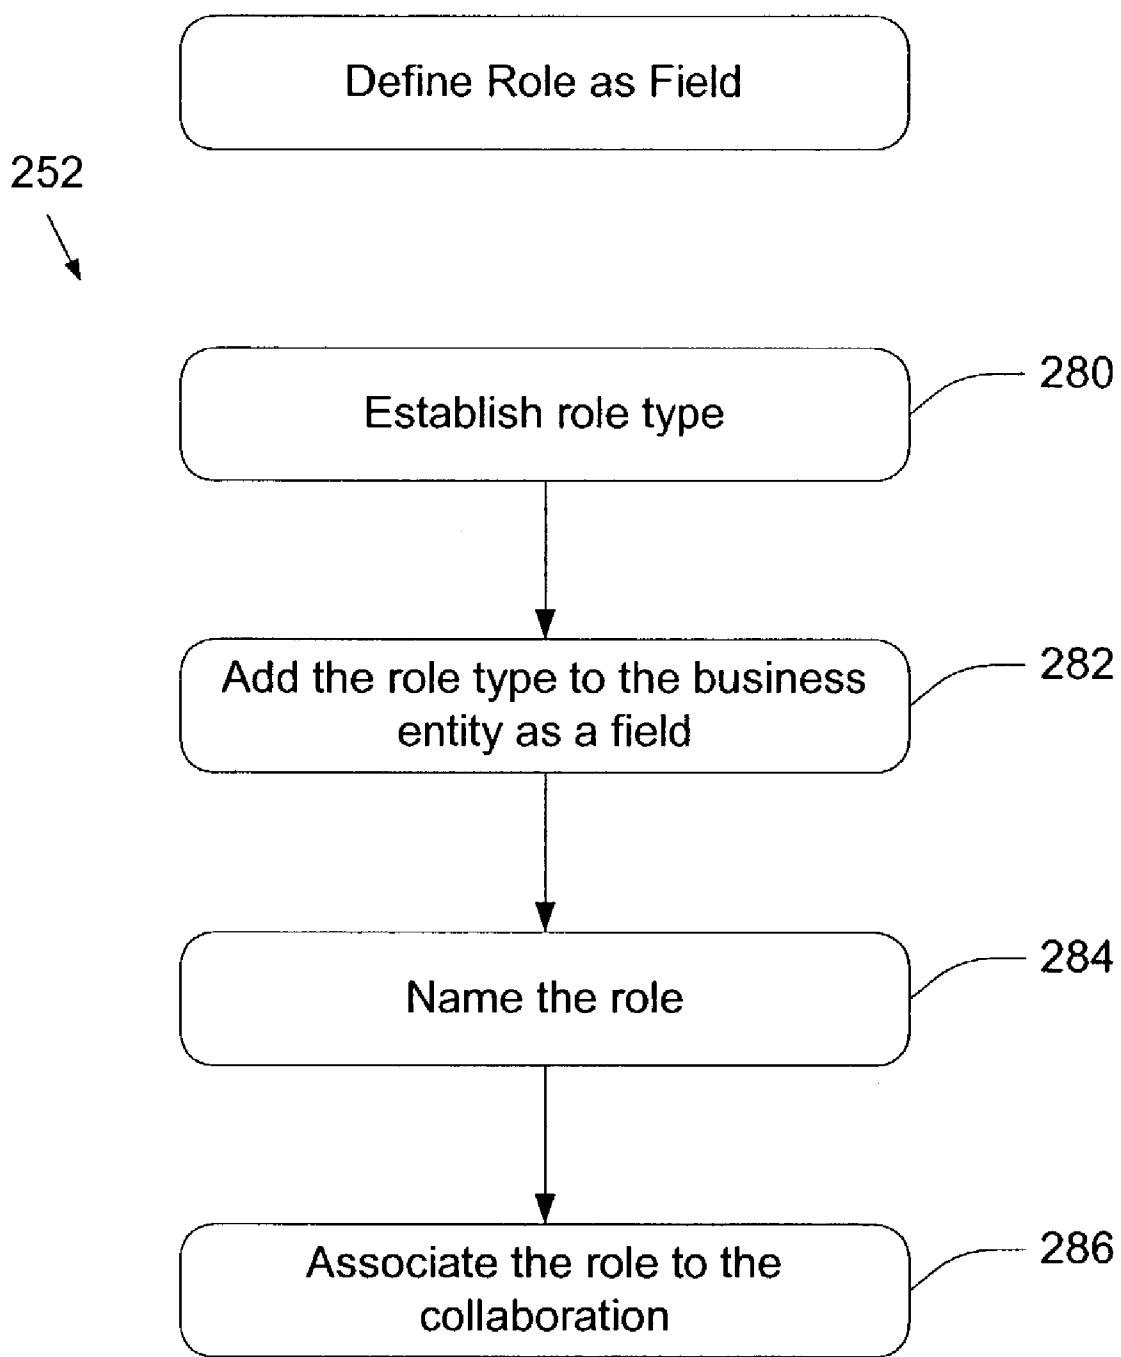 Define Role as Field
252
280
Establish role type
282
Add the role type to the business
entity as a field
284
Name the role
286
Associate the role to the
collaboration